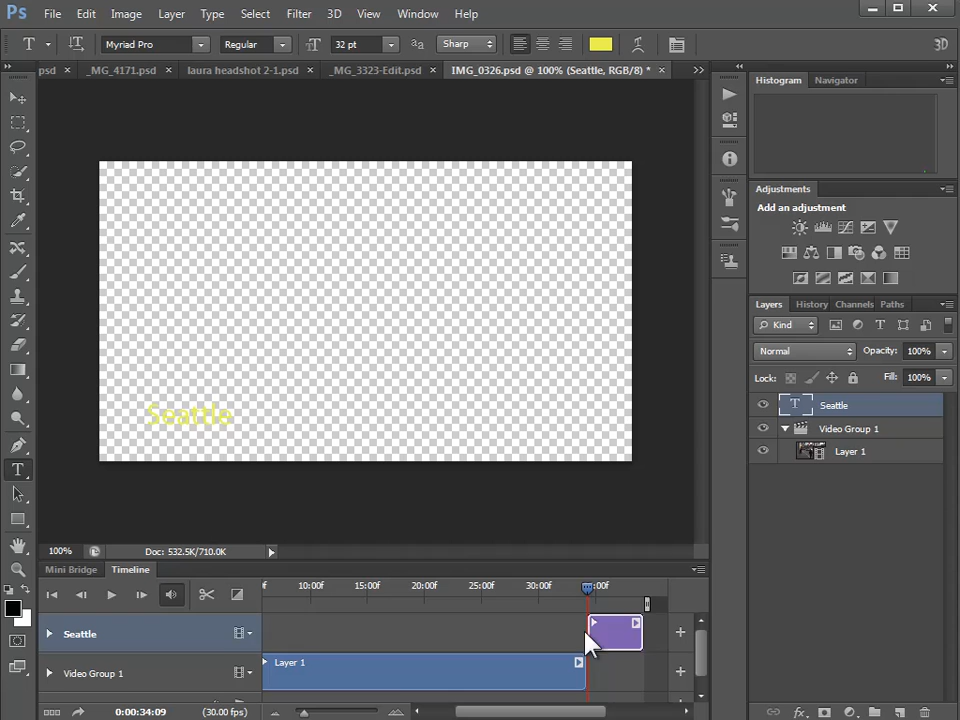 Ps File Edit Image Layer Type Select Filter 3D View Window Help
T Myriad Pro Regular 32 pt aa Sharp 3D
psd × _MG_4171.psd × laura headshot 2-1.psd × _MG_3323-Edit.psd × IMG_0326.psd @ 100% (Seattle, RGB/8) * ×
Histogram Navigator
Adjustments
Add an adjustment
Layers History Channels Paths
Kind
Normal Opacity: 100%
Lock: Fill: 100%
T Seattle
Video Group 1
Layer 1
Seattle
100% Doc: 532.5K/710.0K
Mini Bridge Timeline
f 10:00f 15:00f 20:00f 25:00f 30:00f :00f
Seattle
Layer 1
Video Group 1
0:00:34:09 (30.00 fps)
fx